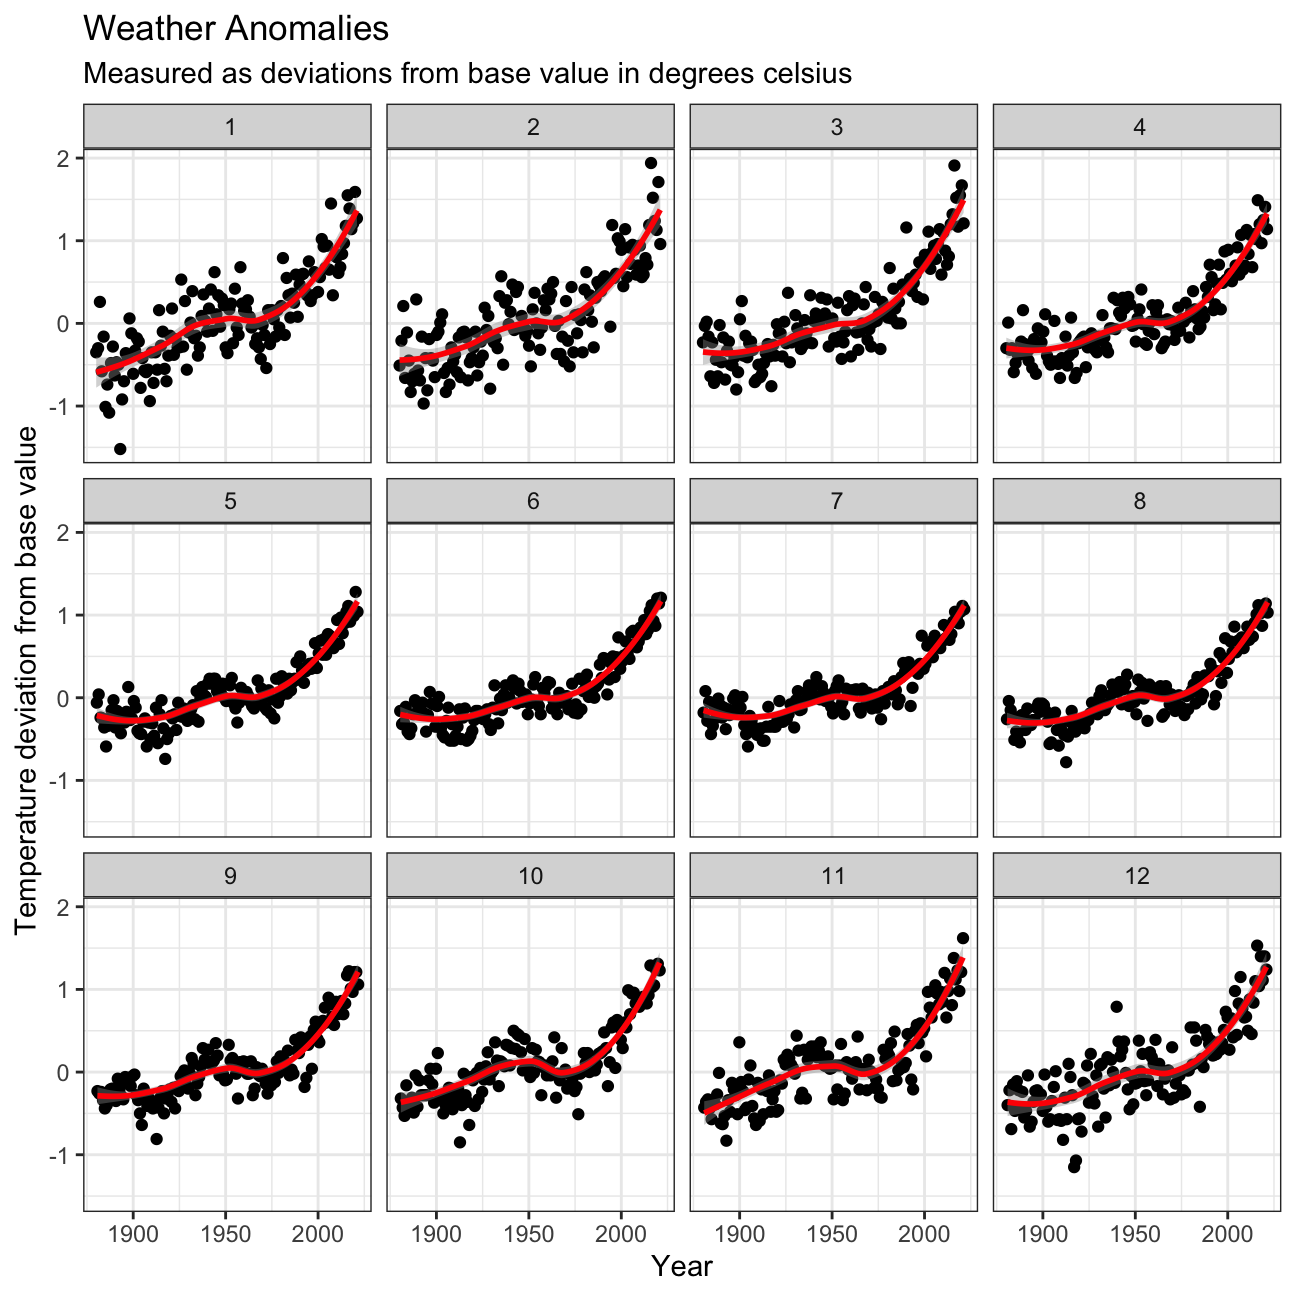 Weather Anomalies
Measured as deviations from base value in degrees celsius
1 2 3 4
2
1
0
-1
5 6 7 8
2
1
0
-1
9 10 11 12
2
1
0
-1
Temperature deviation from base value
1900 1950 2000 1900 1950 2000 1900 1950 2000 1900 1950 2000
Year